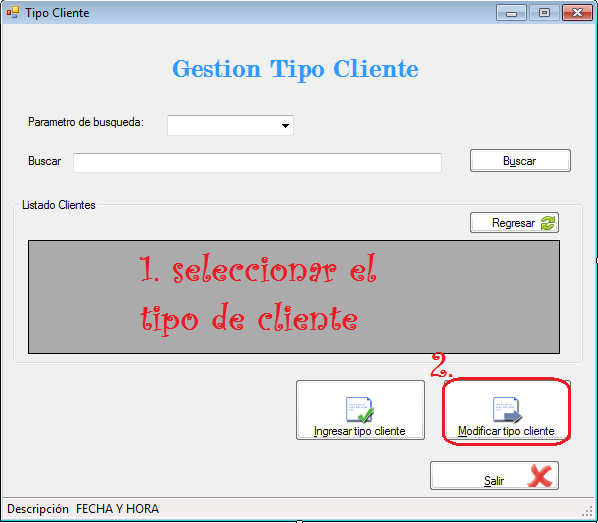 Tipo Cliente
Gestion Tipo Cliente
Parametro de busqueda:
Buscar
Buscar
Listado Clientes
Regresar
1. seleccionar el
tipo de cliente
2.
Ingresar tipo cliente
Modificar tipo cliente
Salir
Descripción FECHA Y HORA